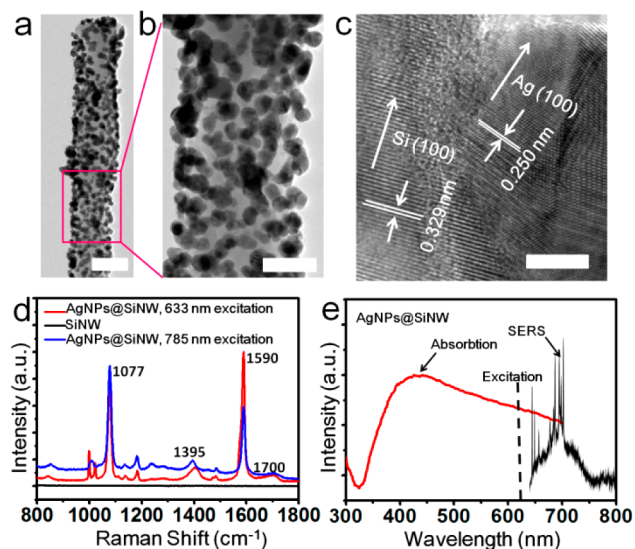 a
b
c
Si (100)
0.329nm
Ag (100)
0.250 nm
d
AgNPs@SiNW, 633 nm excitation
SiNW
AgNPs@SiNW, 785 nm excitation
1077
1590
1395
1700
Intensity (a.u.)
800 1000 1200 1400 1600 1800
Raman Shift (cm-1)
e
AgNPs@SiNW
SERS
Absorbtion
Excitation
Intensity (a.u.)
300 400 500 600 700 800
Wavelength (nm)